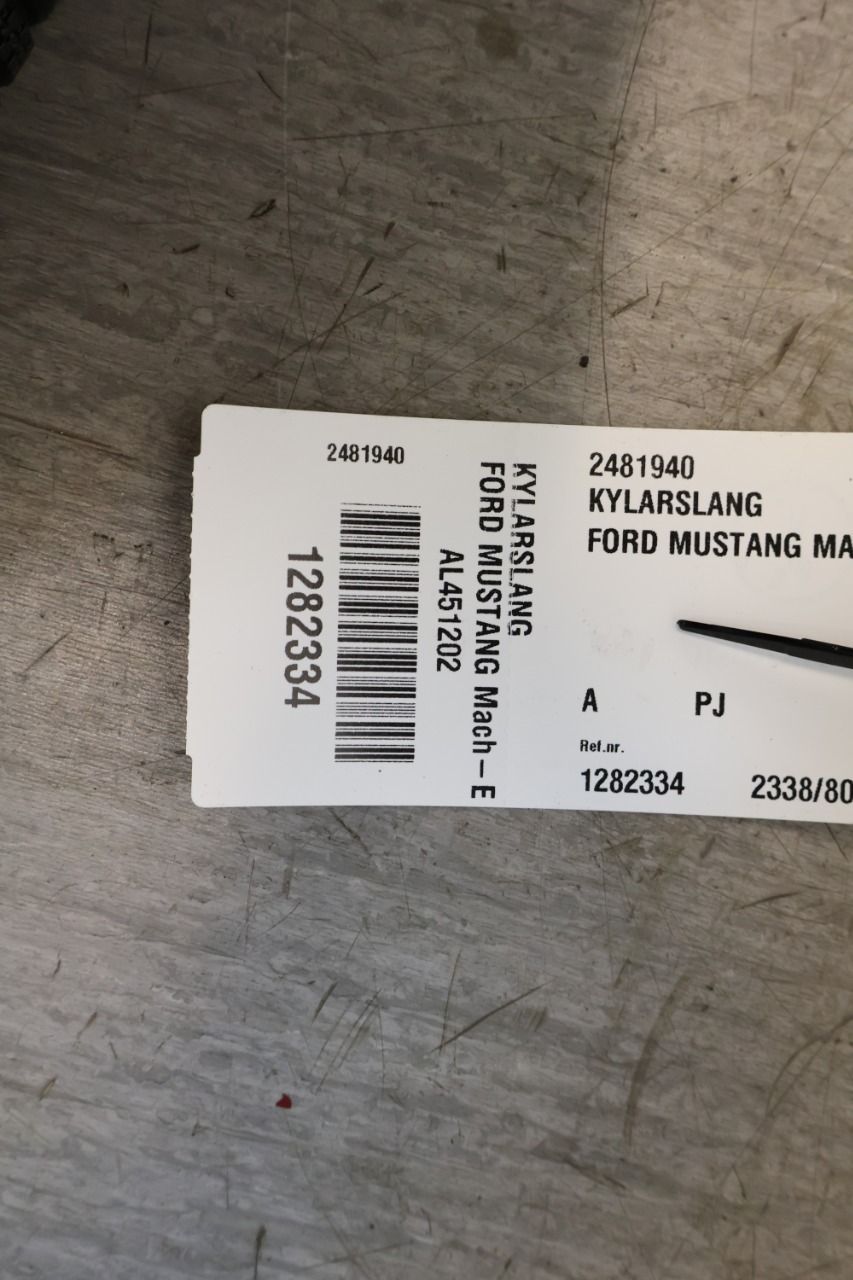 2481940
KYLARSLANG
FORD MUSTANG Mach-E
AL451202
1282334
2481940
KYLARSLANG
FORD MUSTANG MA
A PJ
Ref.nr.
1282334 2338/80